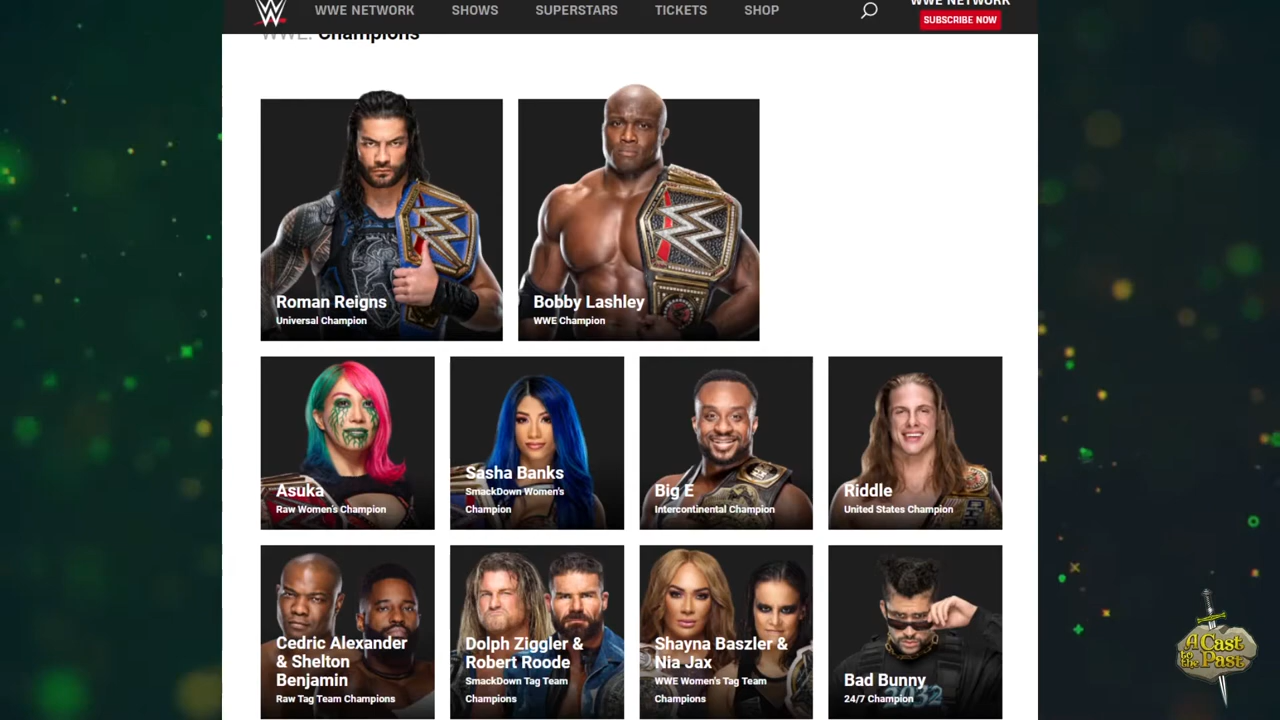 WWE NETWORK SHOWS SUPERSTARS TICKETS SHOP WWE NETWORK
SUBSCRIBE NOW
WWE: Champions
Roman Reigns
Universal Champion
Bobby Lashley
WWE Champion
Asuka
Raw Women's Champion
Sasha Banks
SmackDown Women's
Champion
Big E
Intercontinental Champion
Riddle
United States Champion
Cedric Alexander
& Shelton
Benjamin
Raw Tag Team Champions
Dolph Ziggler &
Robert Roode
SmackDown Tag Team
Champions
Shayna Baszler &
Nia Jax
WWE Women's Tag Team
Champions
Bad Bunny
24/7 Champion
A Cast
to the Past